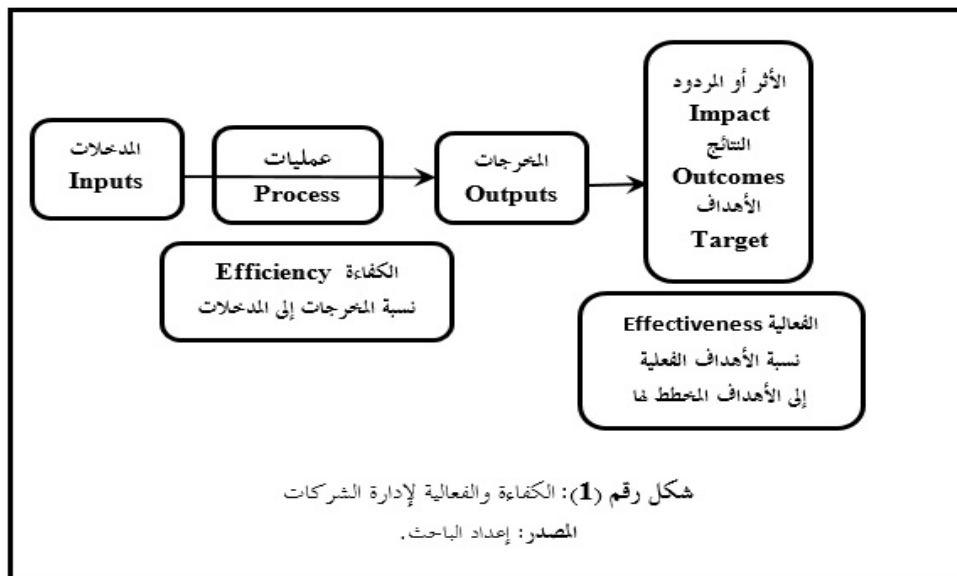 المدخلات
Inputs
عمليات
Process
المخرجات
Outputs
الأثر أو المردود
Impact
النتائج
Outcomes
الأهداف
Target
الكفاءة Efficiency
نسبة المخرجات إلى المدخلات
الفعالية Effectiveness
نسبة الأهداف الفعلية
إلى الأهداف المخطط لها
شكل رقم (1): الكفاءة والفعالية لإدارة الشركات
المصدر: إعداد الباحث.